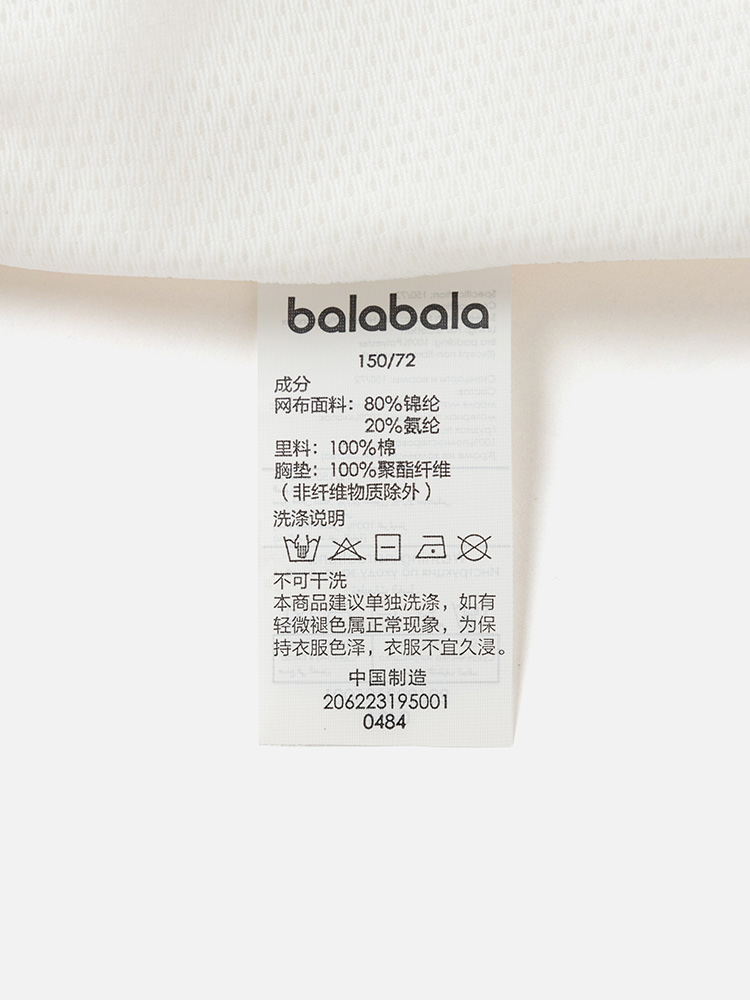 balabala
150/72
成分
网布面料：80%锦纶
20%氨纶
里料：100%棉
胸垫：100%聚酯纤维
（非纤维物质除外）
洗涤说明
不可干洗
本商品建议单独洗涤，如有
轻微褪色属正常现象，为保
持衣服色泽，衣服不宜久浸。
中国制造
206223195001
0484